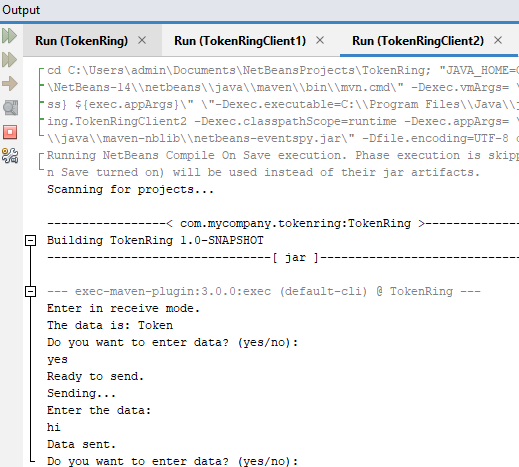 Output
Run (TokenRing) × Run (TokenRingClient1) × Run (TokenRingClient2) ×
cd C:\Users\admin\Documents\NetBeansProjects\TokenRing; "JAVA_HOME=
\NetBeans-14\\netbeans\\java\\maven\\bin\\mvn.cmd\" -Dexec.vmArgs= \
ss} ${exec.appArgs}\" \"-Dexec.executable=C:\\Program Files\\Java\\
ing.TokenRingClient2 -Dexec.classpathScope=runtime -Dexec.appArgs= \
\\java\\maven-nblib\\netbeans-eventspy.jar\" -Dfile.encoding=UTF-8
Running NetBeans Compile On Save execution. Phase execution is skip
n Save turned on) will be used instead of their jar artifacts.
Scanning for projects...
-----------------< com.mycompany.tokenring:TokenRing >--------------
Building TokenRing 1.0-SNAPSHOT
--------------------------------[ jar ]-----------------------------
--- exec-maven-plugin:3.0.0:exec (default-cli) @ TokenRing ---
Enter in receive mode.
The data is: Token
Do you want to enter data? (yes/no):
yes
Ready to send.
Sending...
Enter the data:
hi
Data sent.
Do you want to enter data? (yes/no):